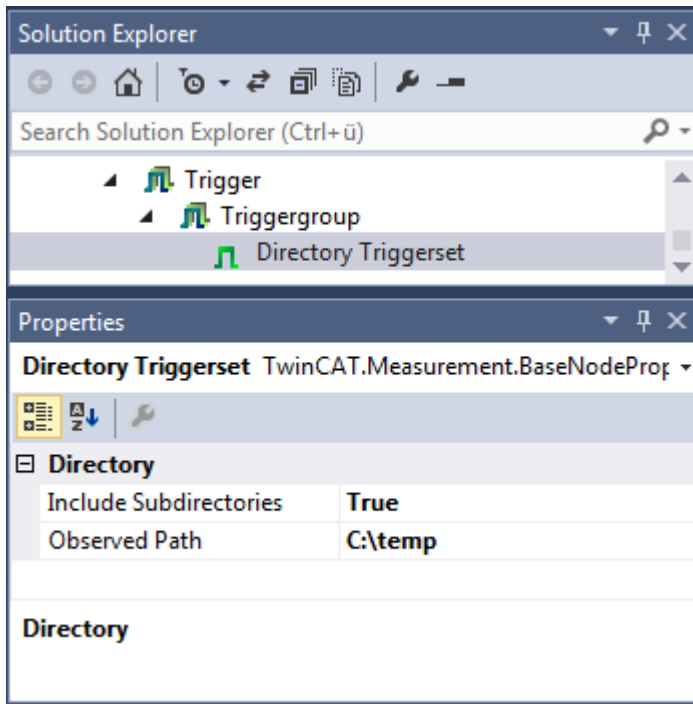 Solution Explorer
Search Solution Explorer (Ctrl+ü)
Trigger
Triggergroup
Directory Triggerset
Properties
Directory Triggerset TwinCAT.Measurement.BaseNodeProp
Directory
Include Subdirectories True
Observed Path C:\temp
Directory